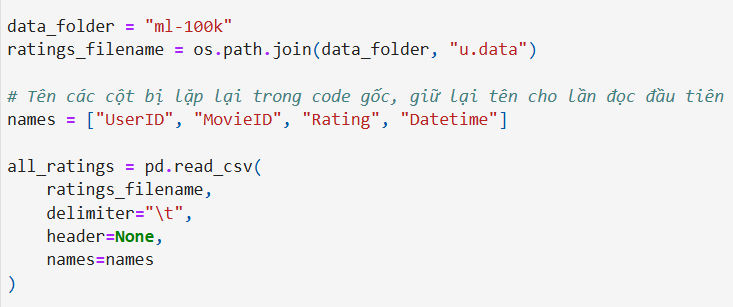 data_folder = "ml-100k"
ratings_filename = os.path.join(data_folder, "u.data")

# Tên các cột bị lặp lại trong code gốc, giữ lại tên cho lần đọc đầu tiên
names = ["UserID", "MovieID", "Rating", "Datetime"]

all_ratings = pd.read_csv(
    ratings_filename,
    delimiter="\t",
    header=None,
    names=names
)